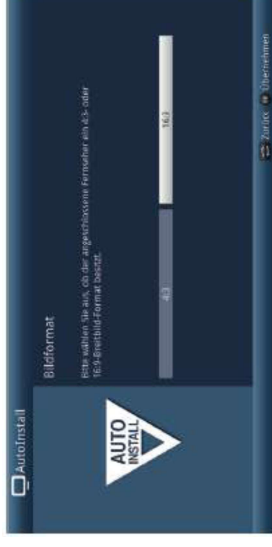 AutoInstall
AUTO
INSTALL
Bildformat
Bitte wählen Sie aus, ob der angeschlossene Fernseher ein 4:3- oder
16:9-Breitbild-Format besitzt.
4:3
16:9
Zurück Übernehmen